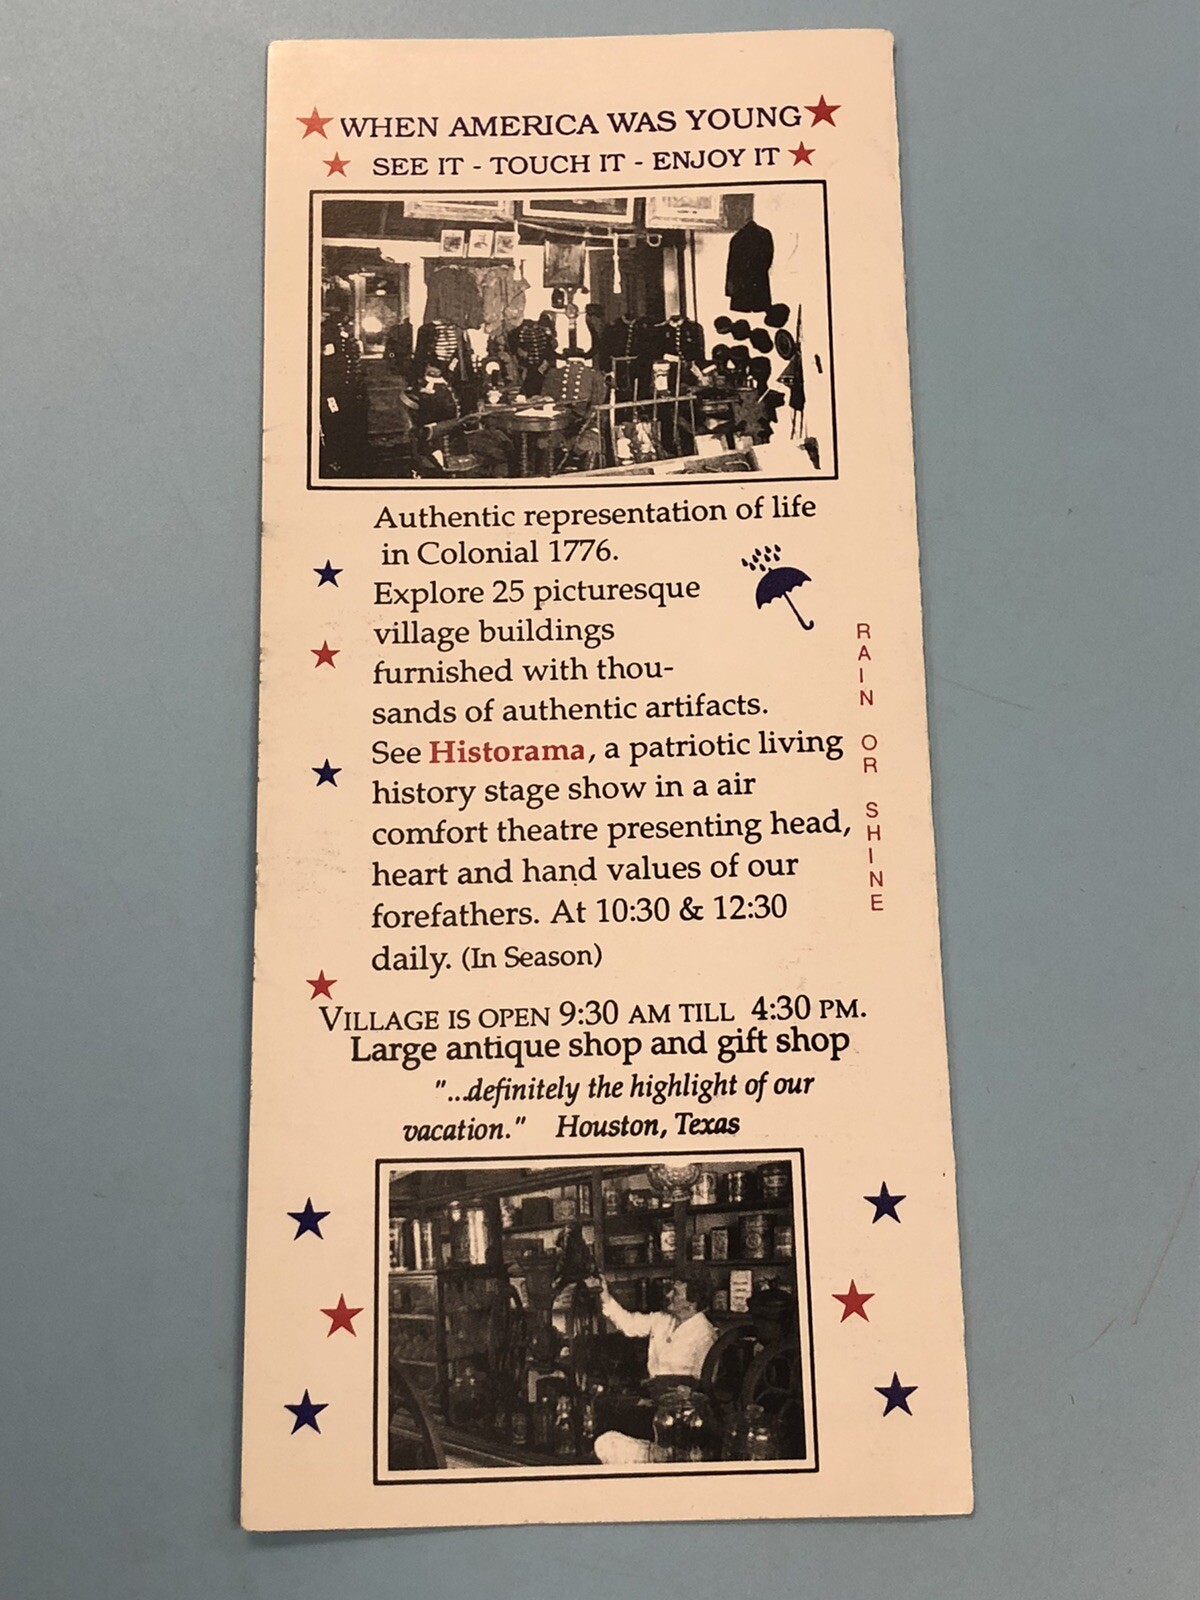 WHEN AMERICA WAS YOUNG
SEE IT - TOUCH IT - ENJOY IT
Authentic representation of life
in Colonial 1776.
Explore 25 picturesque
village buildings
furnished with thou-
sands of authentic artifacts.
See Historama, a patriotic living
history stage show in a air
comfort theatre presenting head,
heart and hand values of our
forefathers. At 10:30 & 12:30
daily. (In Season)
RAIN OR SHINE
VILLAGE IS OPEN 9:30 AM TILL 4:30 PM.
Large antique shop and gift shop
"...definitely the highlight of our
vacation." Houston, Texas